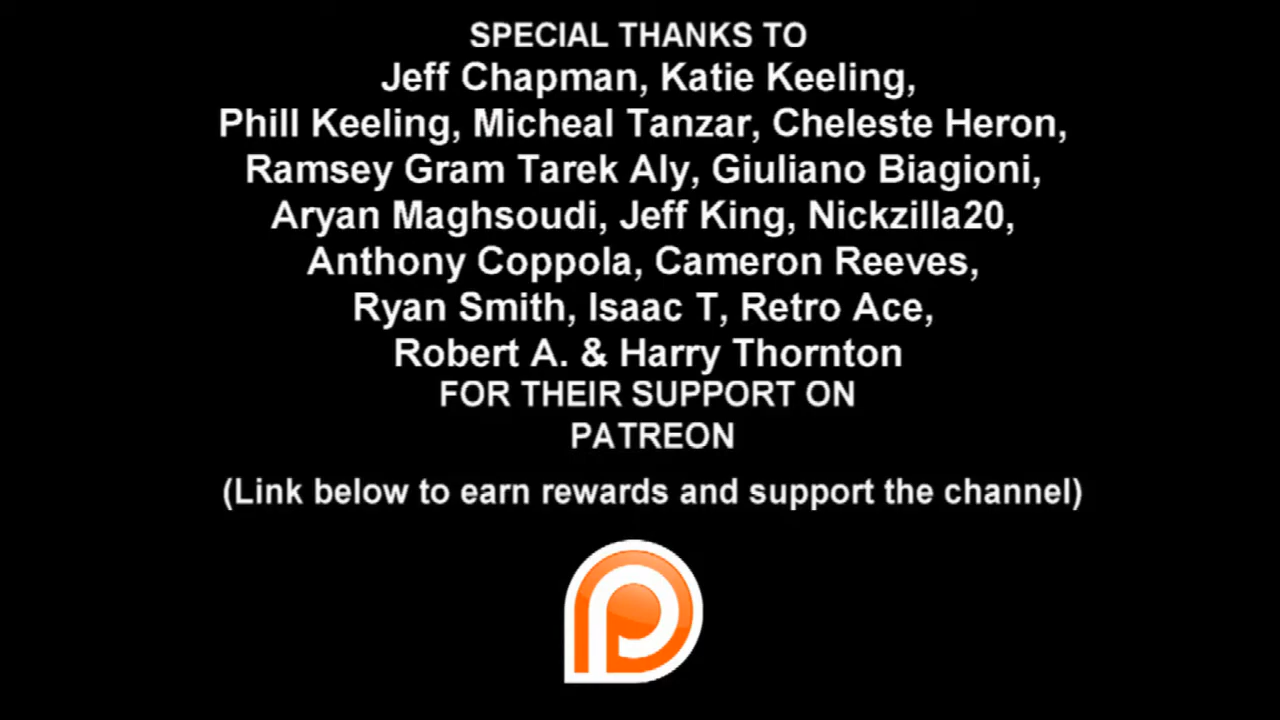 SPECIAL THANKS TO
Jeff Chapman, Katie Keeling,
Phill Keeling, Micheal Tanzar, Cheleste Heron,
Ramsey Gram Tarek Aly, Giuliano Biagioni,
Aryan Maghsoudi, Jeff King, Nickzilla20,
Anthony Coppola, Cameron Reeves,
Ryan Smith, Isaac T, Retro Ace,
Robert A. & Harry Thornton
FOR THEIR SUPPORT ON
PATREON
(Link below to earn rewards and support the channel)